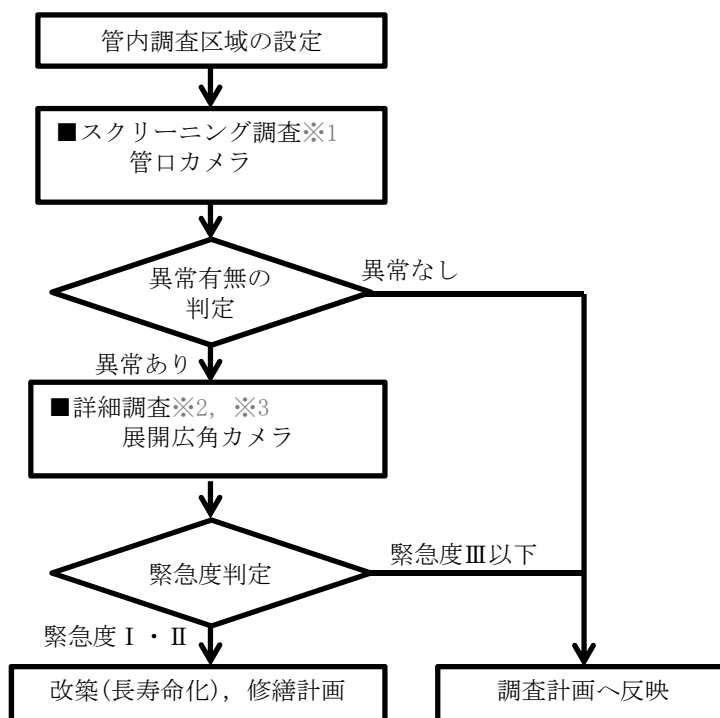 管内調査区域の設定
■スクリーニング調査※1
管口カメラ
異常有無の
判定
異常なし
異常あり
■詳細調査※2, ※3
展開広角カメラ
緊急度判定
緊急度Ⅲ以下
緊急度Ⅰ・Ⅱ
改築(長寿命化), 修繕計画
調査計画へ反映